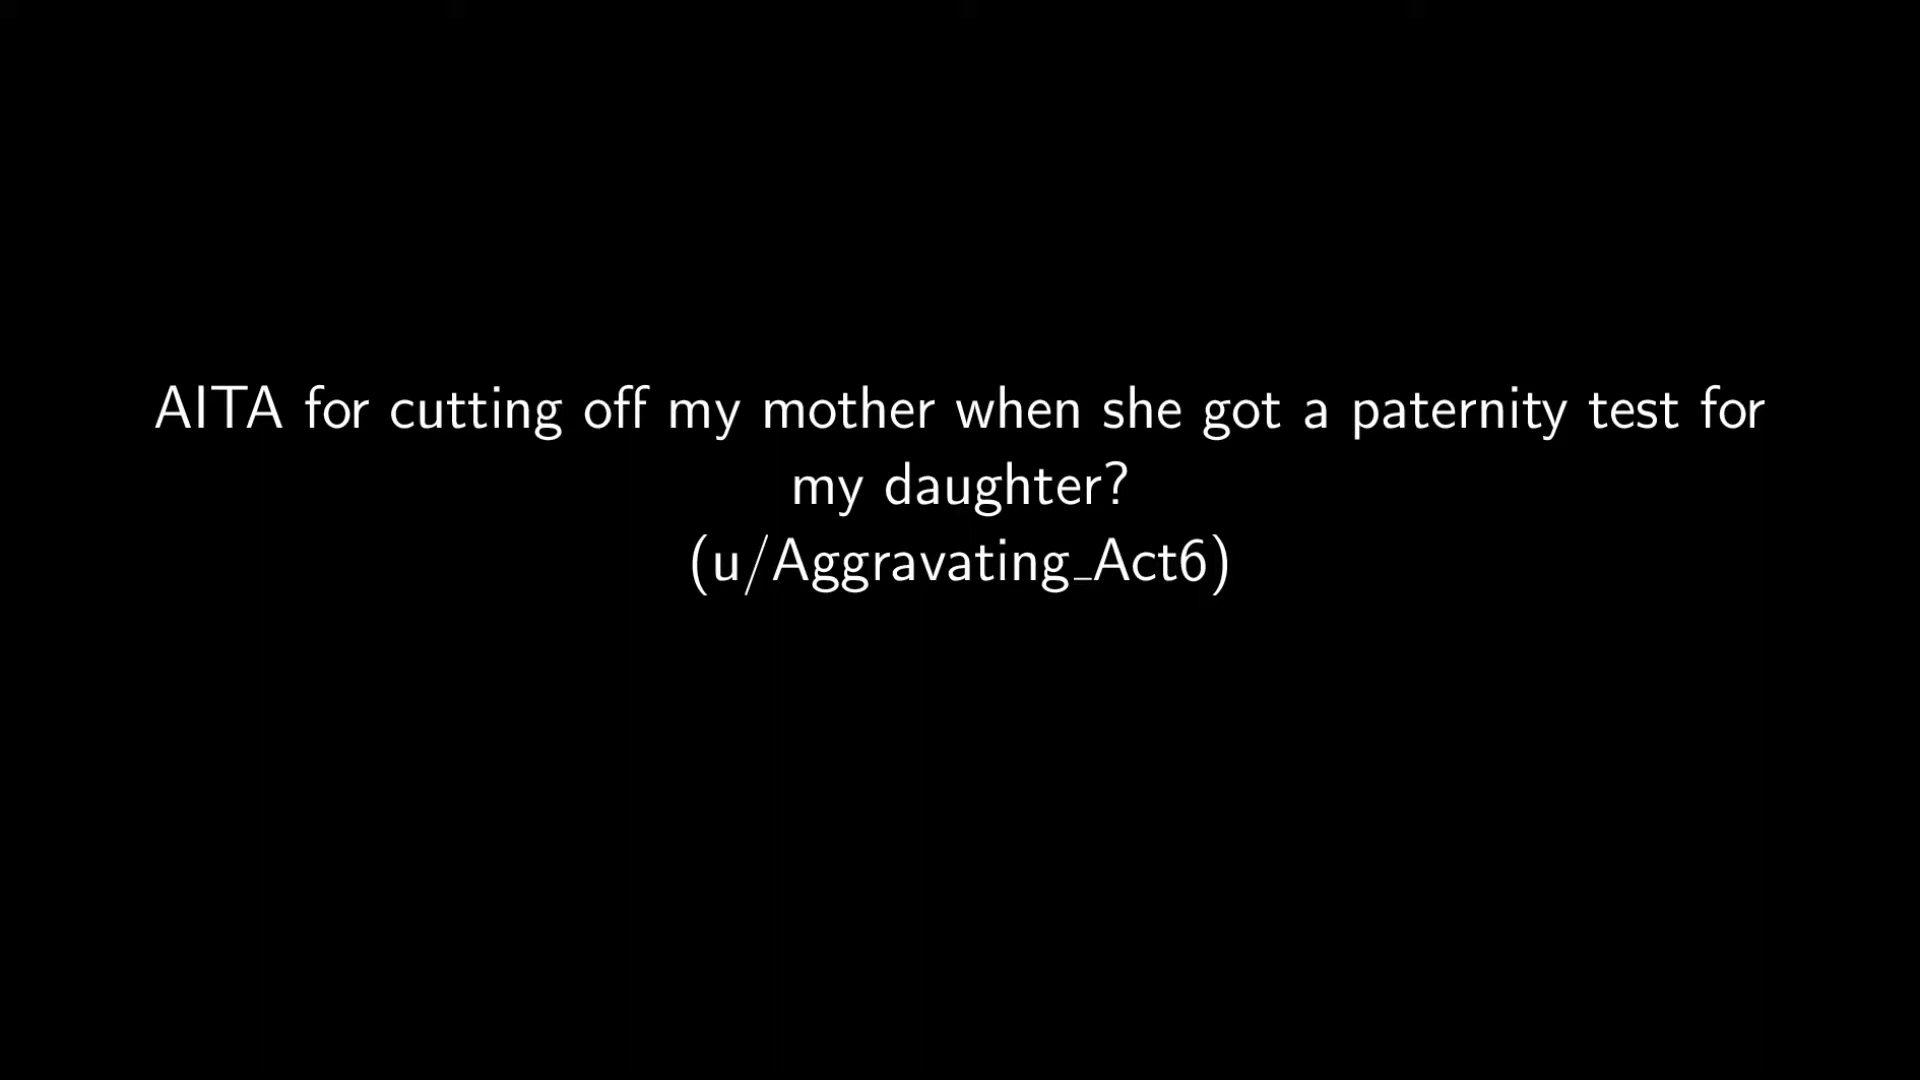 AITA for cutting off my mother when she got a paternity test for
my daughter?
(u/Aggravating_Act6)